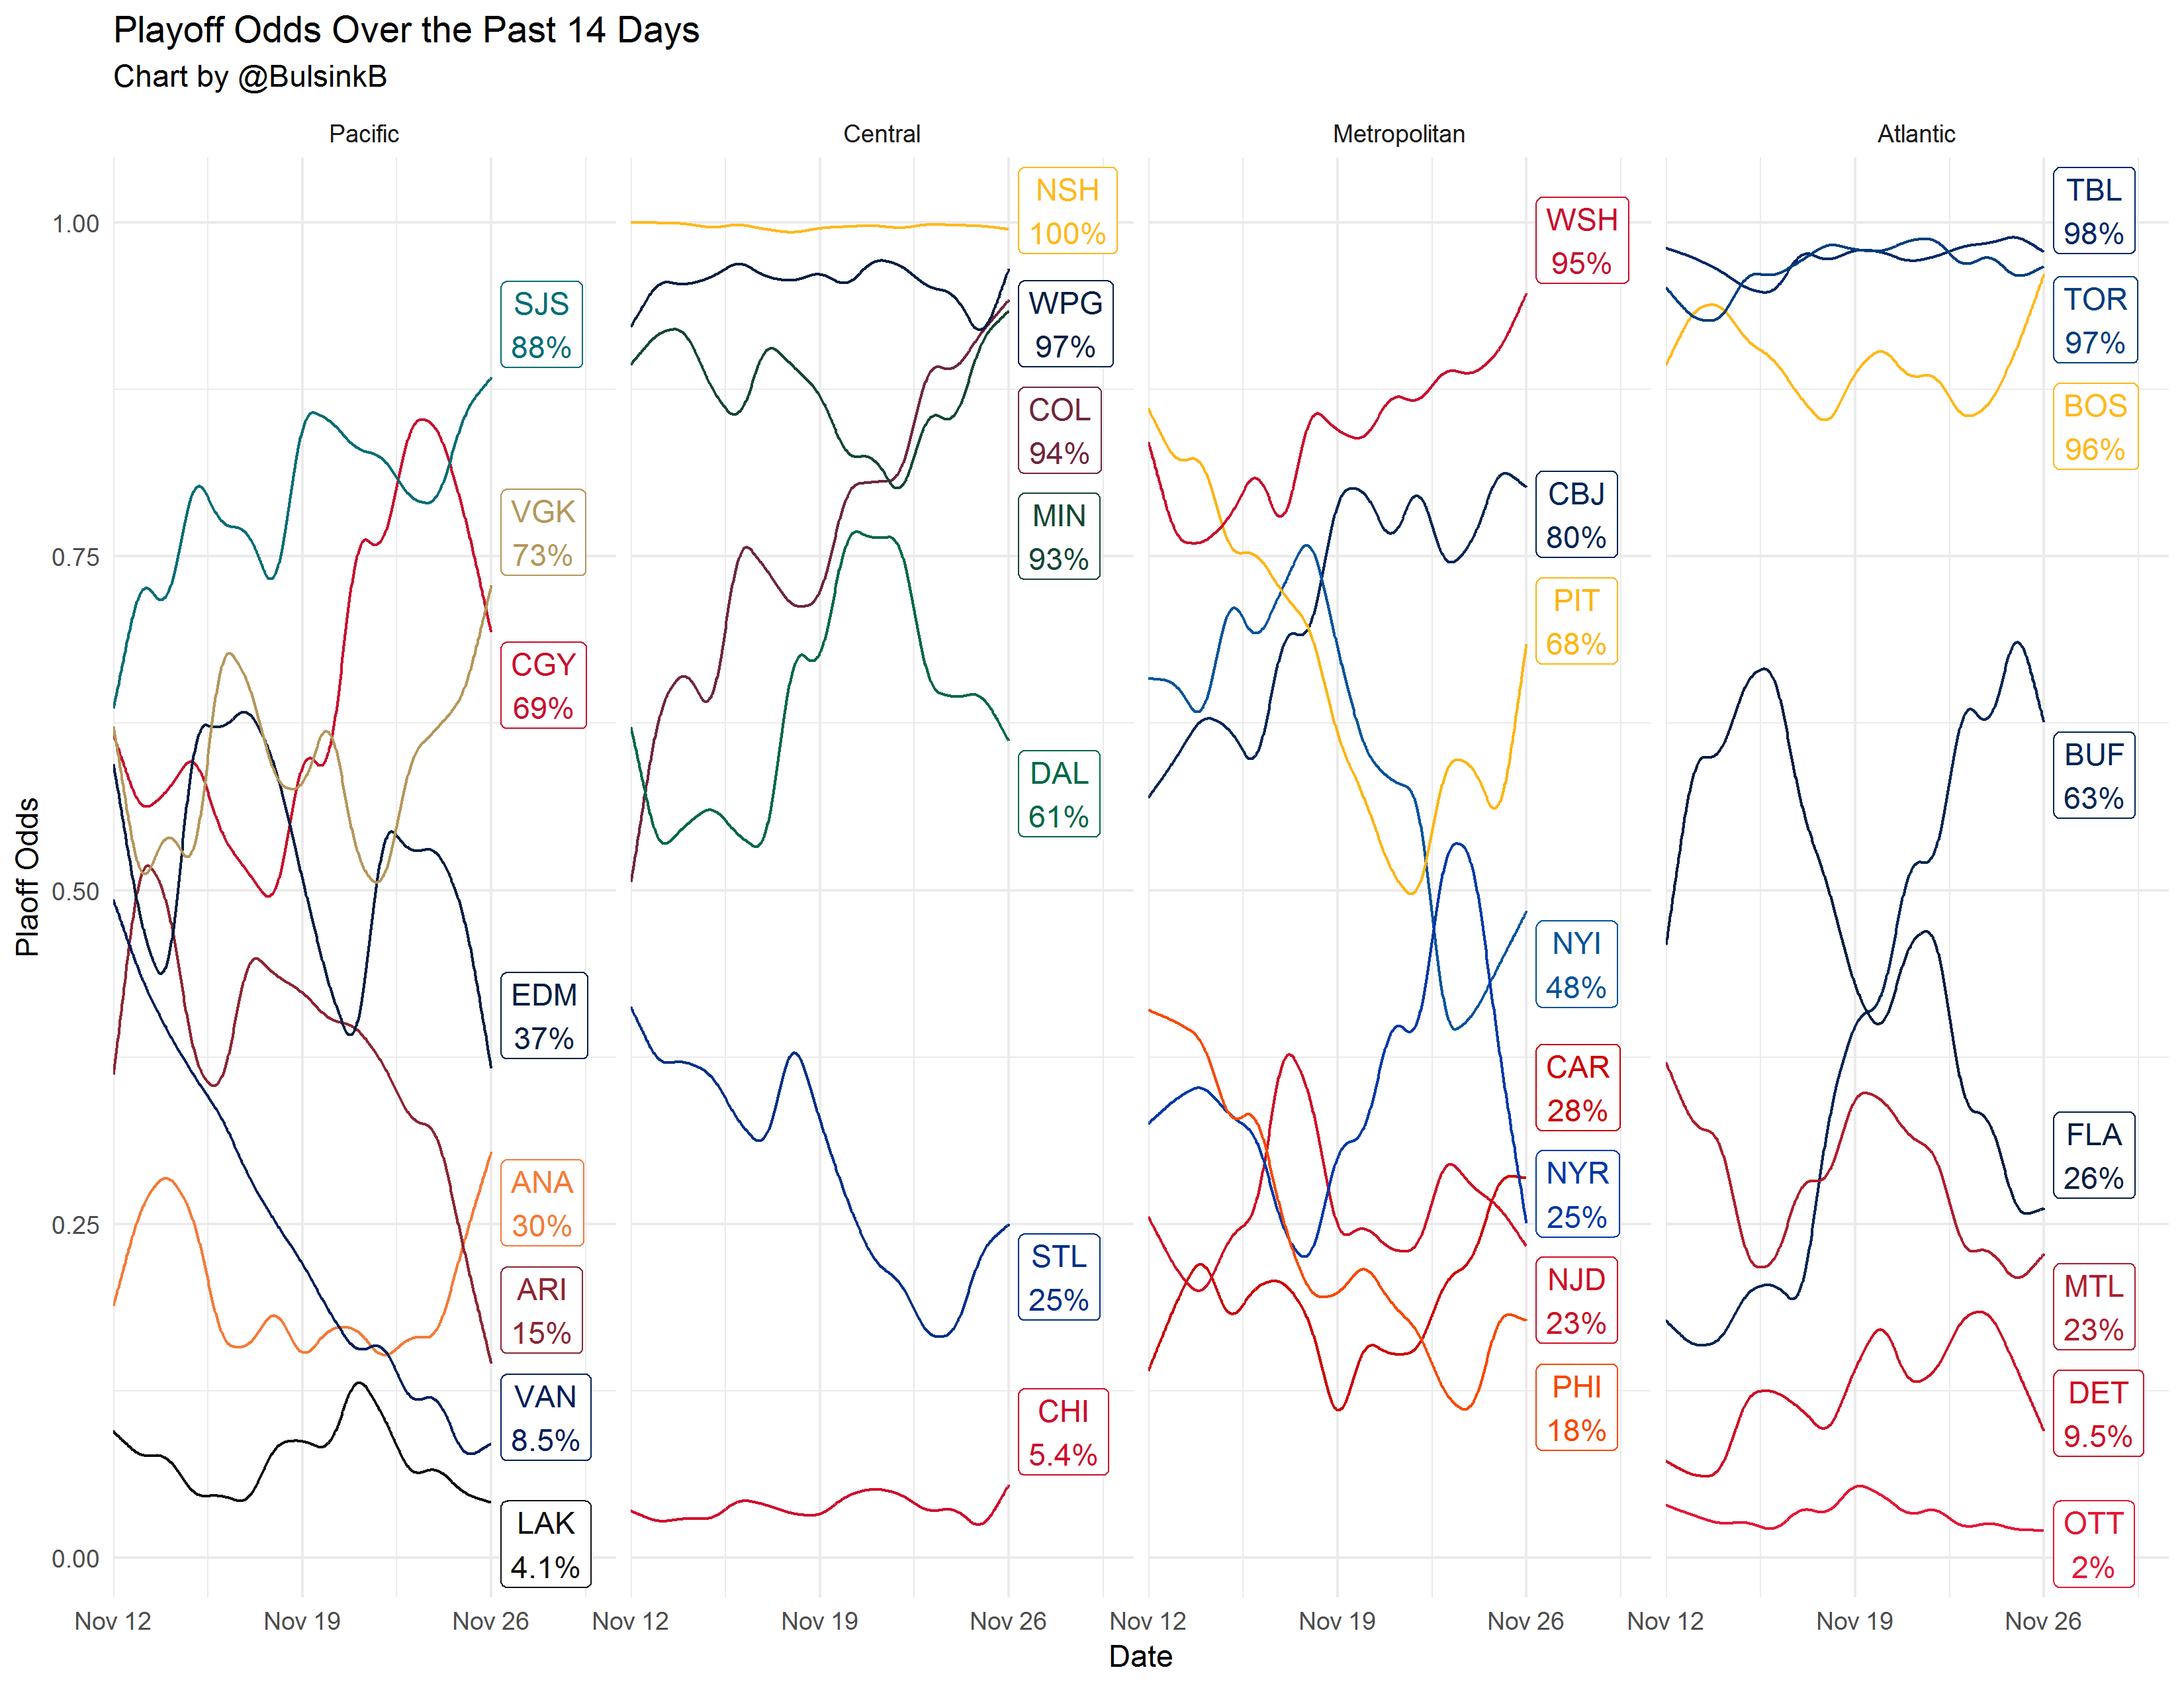 Playoff Odds Over the Past 14 Days
Chart by @BulsinkB
Pacific
Central
Metropolitan
Atlantic
Plaoff Odds
1.00
0.75
0.50
0.25
0.00
SJS
88%
VGK
73%
CGY
69%
EDM
37%
ANA
30%
ARI
15%
VAN
8.5%
LAK
4.1%
NSH
100%
WPG
97%
COL
94%
MIN
93%
DAL
61%
STL
25%
CHI
5.4%
WSH
95%
CBJ
80%
PIT
68%
NYI
48%
CAR
28%
NYR
25%
NJD
23%
PHI
18%
TBL
98%
TOR
97%
BOS
96%
BUF
63%
FLA
26%
MTL
23%
DET
9.5%
OTT
2%
Nov 12
Nov 19
Nov 26
Nov 12
Nov 19
Nov 26
Nov 12
Nov 19
Nov 26
Nov 12
Nov 19
Nov 26
Date